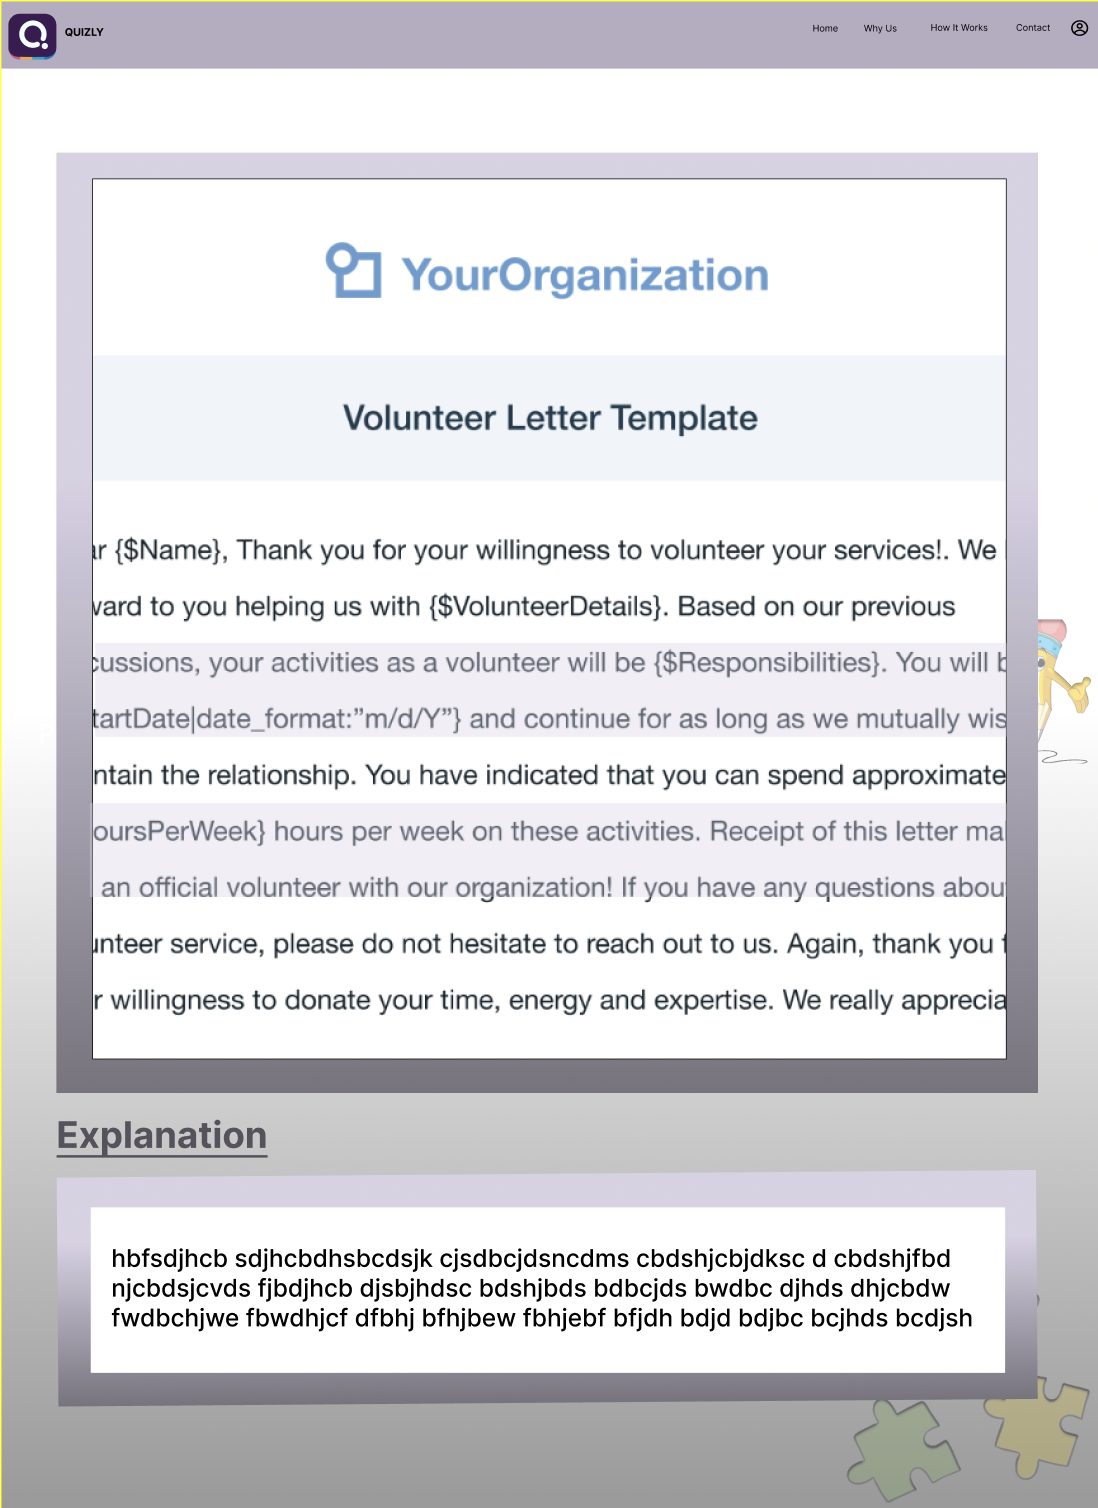 QUIZLY
Home Why Us How It Works Contact
YourOrganization
Volunteer Letter Template
ar {$Name}, Thank you for your willingness to volunteer your services!. We
ward to you helping us with {$VolunteerDetails}. Based on our previous
cussions, your activities as a volunteer will be {$Responsibilities}. You will b
tartDate|date_format:”m/d/Y”} and continue for as long as we mutually wis
ntain the relationship. You have indicated that you can spend approximate
oursPerWeek} hours per week on these activities. Receipt of this letter ma
an official volunteer with our organization! If you have any questions abou
unteer service, please do not hesitate to reach out to us. Again, thank you f
r willingness to donate your time, energy and expertise. We really apprecia
Explanation
hbfsdjhcb sdjhcbdhsbcdsjk cjsdbcjdsncdms cbdshjcbjdksc d cbdshjfbd
njcbdsjcvds fjbdjhcb djsbjhdsc bdshjbds bdbcjds bwdbc djhds dhjcbdw
fwdbchjwe fbwdhjcf dfbhj bfhjbew fbhjebf bfjdh bdjd bdjbc bcjhds bcdjsh